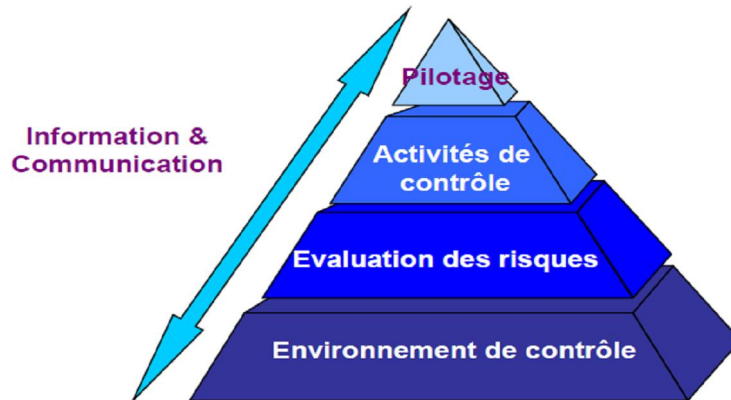 Pilotage
Information &
Communication
Activités de
contrôle
Evaluation des risques
Environnement de contrôle